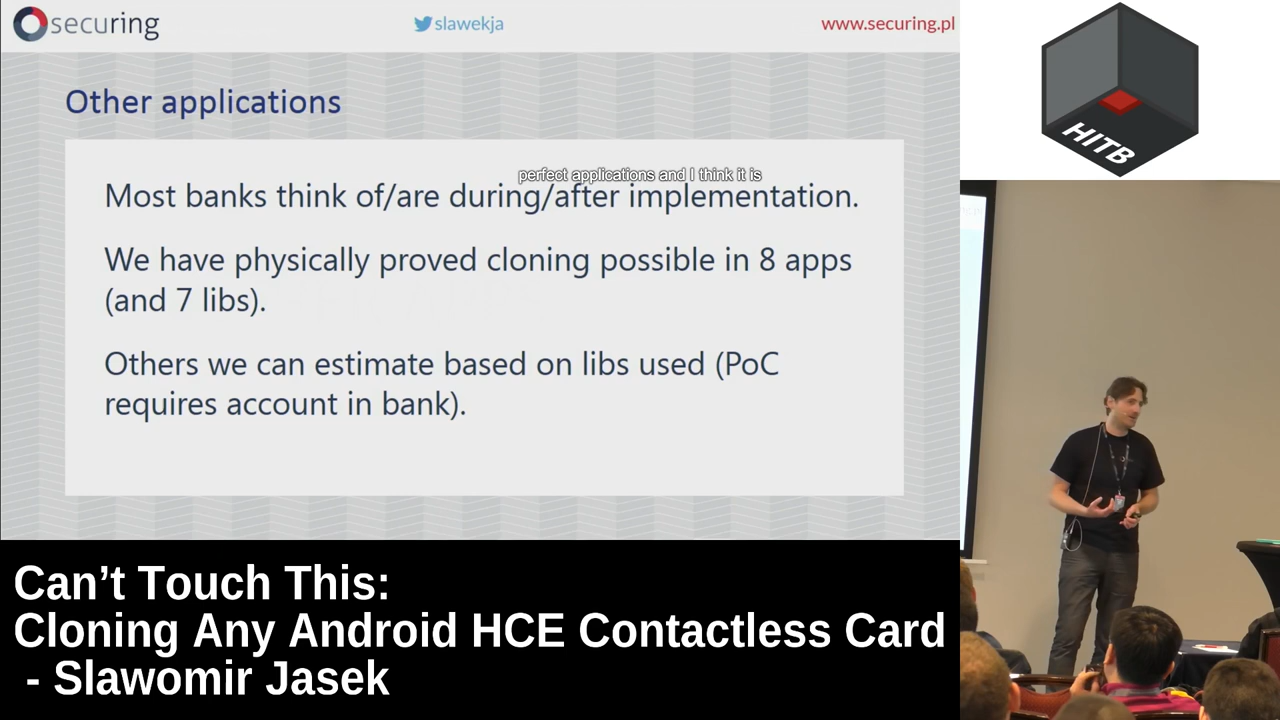 securing
slawekja
www.securing.pl
Other applications
perfect applications and I think it is
Most banks think of/are during/after implementation.
We have physically proved cloning possible in 8 apps
(and 7 libs).
Others we can estimate based on libs used (PoC
requires account in bank).
HITB
Can’t Touch This:
Cloning Any Android HCE Contactless Card
- Slawomir Jasek